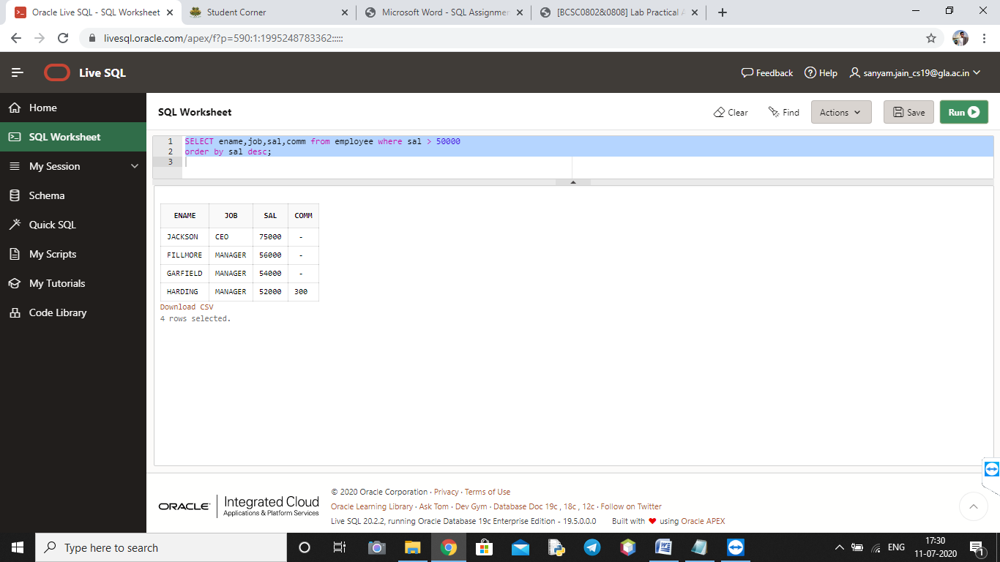 Oracle Live SQL - SQL Worksheet
Student Corner
Microsoft Word - SQL Assignmer
[BCSC0802&0808] Lab Practical
livesql.oracle.com/apex/f?p=590:1:1995248783362:::::
Live SQL
Feedback
Help
sanyam.jain_cs19@gla.ac.in
Home
SQL Worksheet
My Session
Schema
Quick SQL
My Scripts
My Tutorials
Code Library
SQL Worksheet
Clear
Find
Actions
Save
Run
1 SELECT ename,job,sal,comm from employee where sal > 50000
2 order by sal desc;
3
ENAME JOB SAL COMM
JACKSON CEO 75000 -
FILLMORE MANAGER 56000 -
GARFIELD MANAGER 54000 -
HARDING MANAGER 52000 300
Download CSV
4 rows selected.
ORACLE Integrated Cloud
Applications & Platform Services
© 2020 Oracle Corporation · Privacy · Terms of Use
Oracle Learning Library · Ask Tom · Dev Gym · Database Doc 19c , 18c , 12c · Follow on Twitter
Live SQL 20.2.2, running Oracle Database 19c Enterprise Edition - 19.5.0.0.0 Built with ♥ using Oracle APEX
Type here to search
ENG
17:30
11-07-2020
1